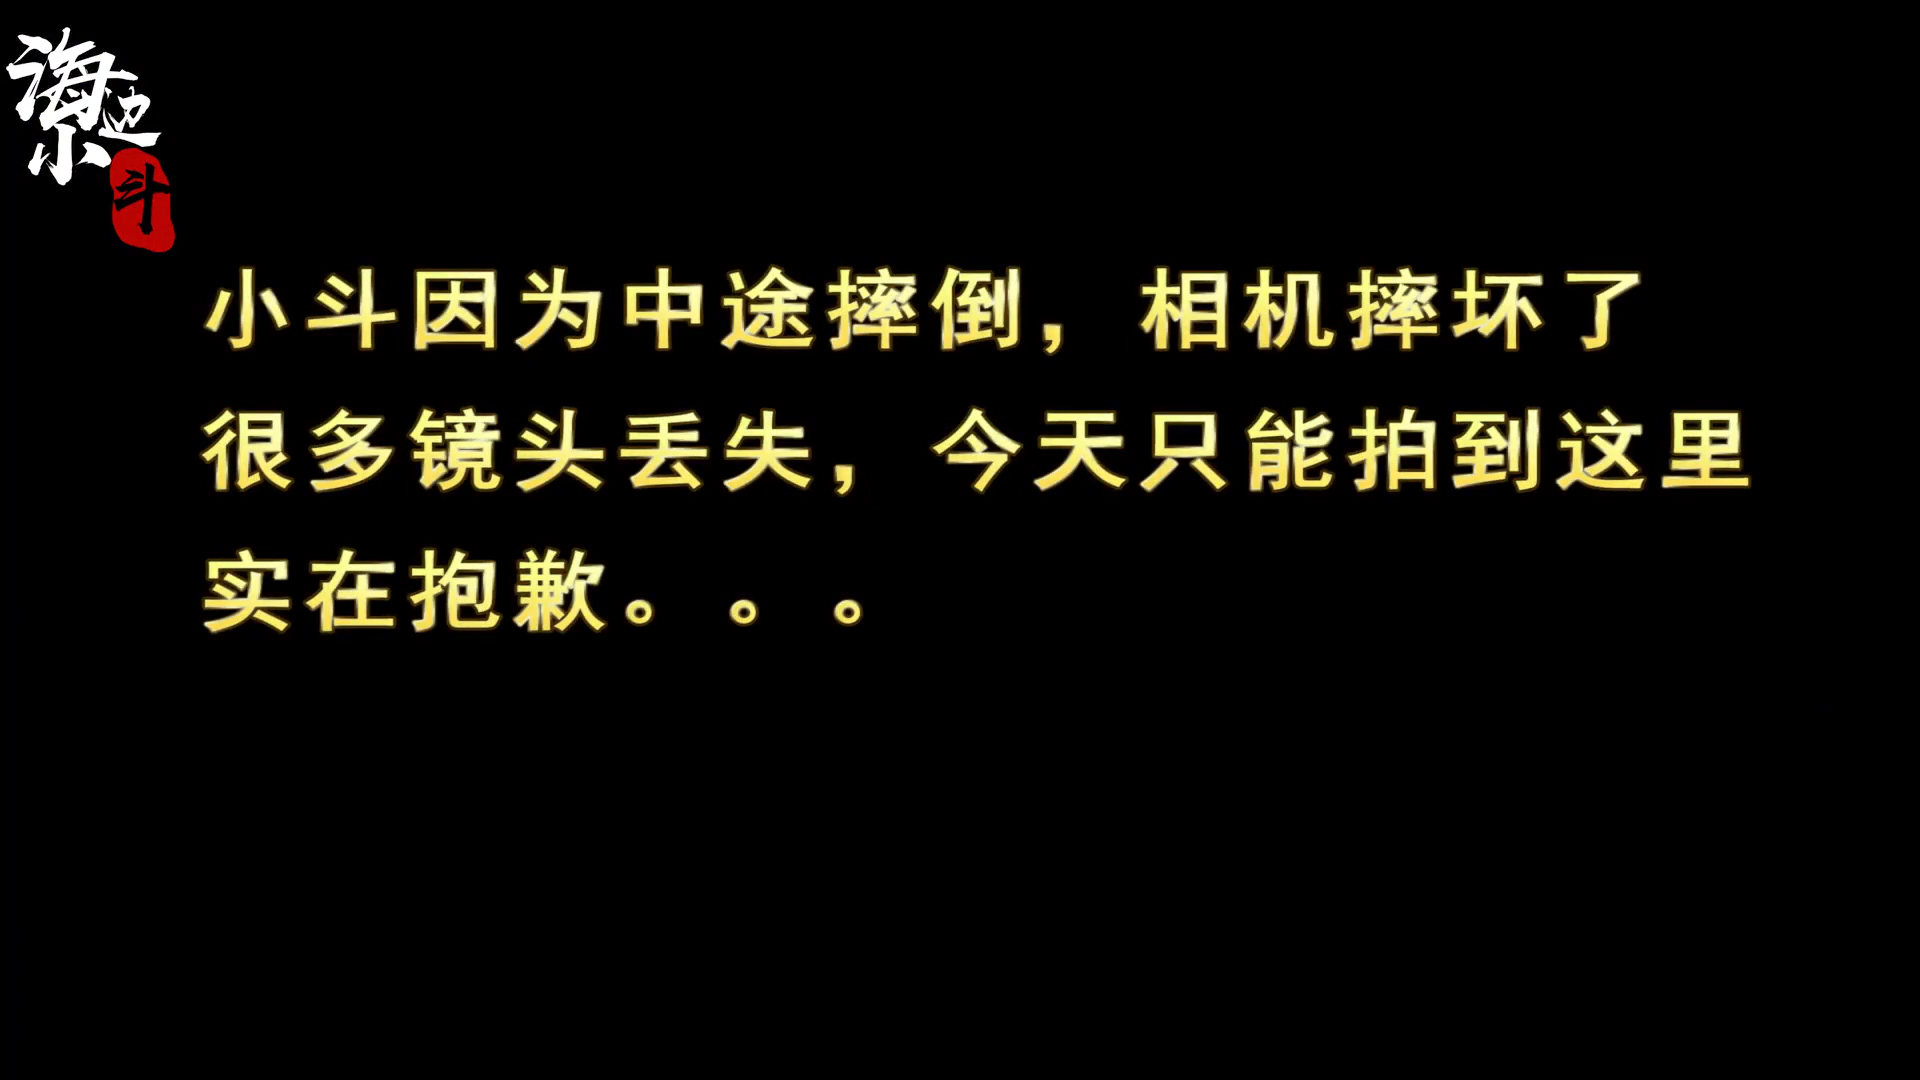 海边
小斗
小斗因为中途摔倒，相机摔坏了
很多镜头丢失，今天只能拍到这里
实在抱歉。。。